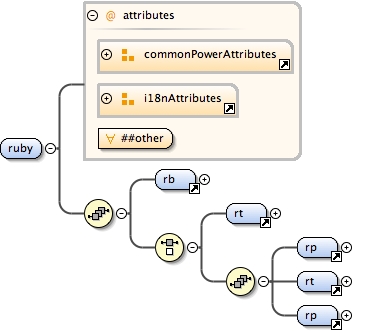 @ attributes
commonPowerAttributes
i18nAttributes
∀ ##other
ruby
rb
rt
rp
rt
rp